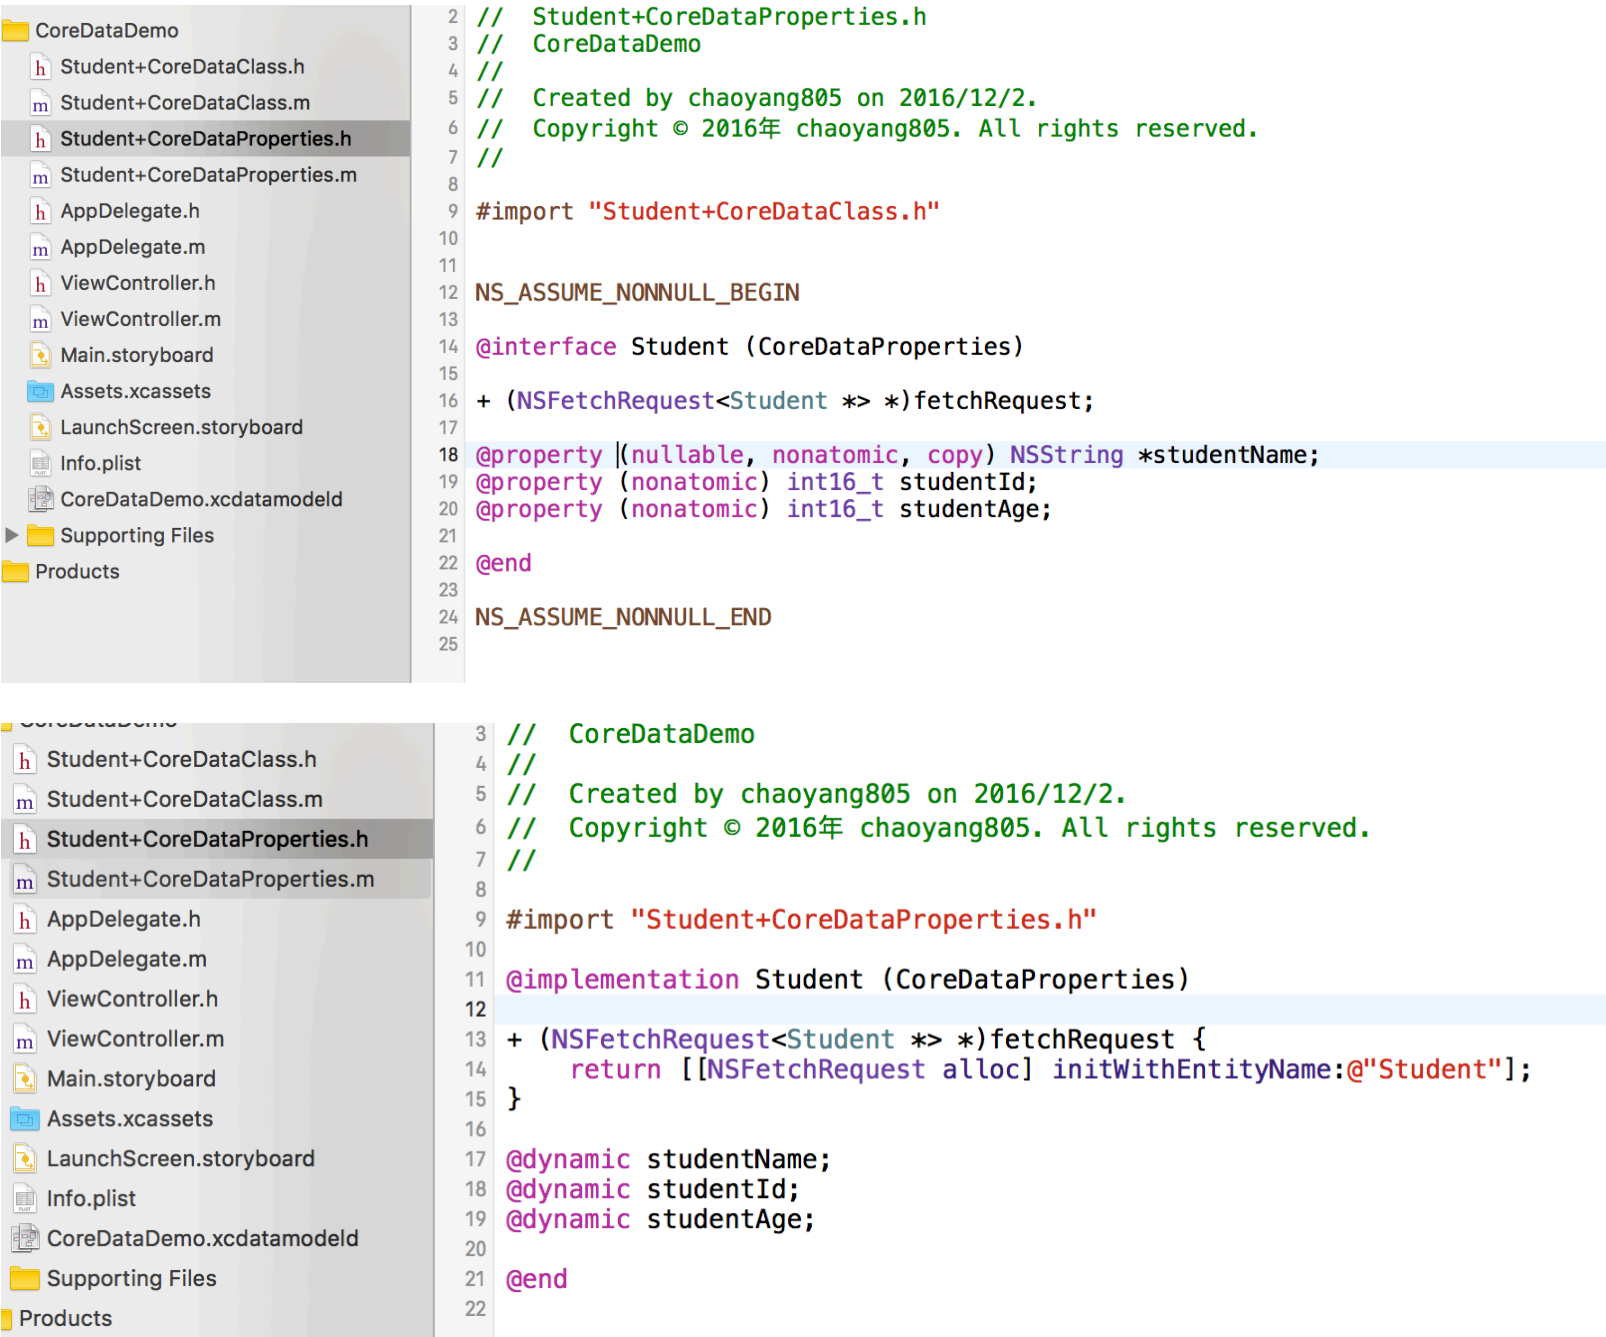 CoreDataDemo
Student+CoreDataClass.h
Student+CoreDataClass.m
Student+CoreDataProperties.h
Student+CoreDataProperties.m
AppDelegate.h
AppDelegate.m
ViewController.h
ViewController.m
Main.storyboard
Assets.xcassets
LaunchScreen.storyboard
Info.plist
CoreDataDemo.xcdatamodeld
Supporting Files
Products
2 //  Student+CoreDataProperties.h
3 //  CoreDataDemo
4 //
5 //  Created by chaoyang805 on 2016/12/2.
6 //  Copyright © 2016年 chaoyang805. All rights reserved.
7 //
8
9 #import "Student+CoreDataClass.h"
10
11
12 NS_ASSUME_NONNULL_BEGIN
13
14 @interface Student (CoreDataProperties)
15
16 + (NSFetchRequest<Student *> *)fetchRequest;
17
18 @property (nullable, nonatomic, copy) NSString *studentName;
19 @property (nonatomic) int16_t studentId;
20 @property (nonatomic) int16_t studentAge;
21
22 @end
23
24 NS_ASSUME_NONNULL_END
25
CoreDataDemo
Student+CoreDataClass.h
Student+CoreDataClass.m
Student+CoreDataProperties.h
Student+CoreDataProperties.m
AppDelegate.h
AppDelegate.m
ViewController.h
ViewController.m
Main.storyboard
Assets.xcassets
LaunchScreen.storyboard
Info.plist
CoreDataDemo.xcdatamodeld
Supporting Files
Products
3 //  CoreDataDemo
4 //
5 //  Created by chaoyang805 on 2016/12/2.
6 //  Copyright © 2016年 chaoyang805. All rights reserved.
7 //
8
9 #import "Student+CoreDataProperties.h"
10
11 @implementation Student (CoreDataProperties)
12
13 + (NSFetchRequest<Student *> *)fetchRequest {
14     return [[NSFetchRequest alloc] initWithEntityName:@"Student"];
15 }
16
17 @dynamic studentName;
18 @dynamic studentId;
19 @dynamic studentAge;
20
21 @end
22